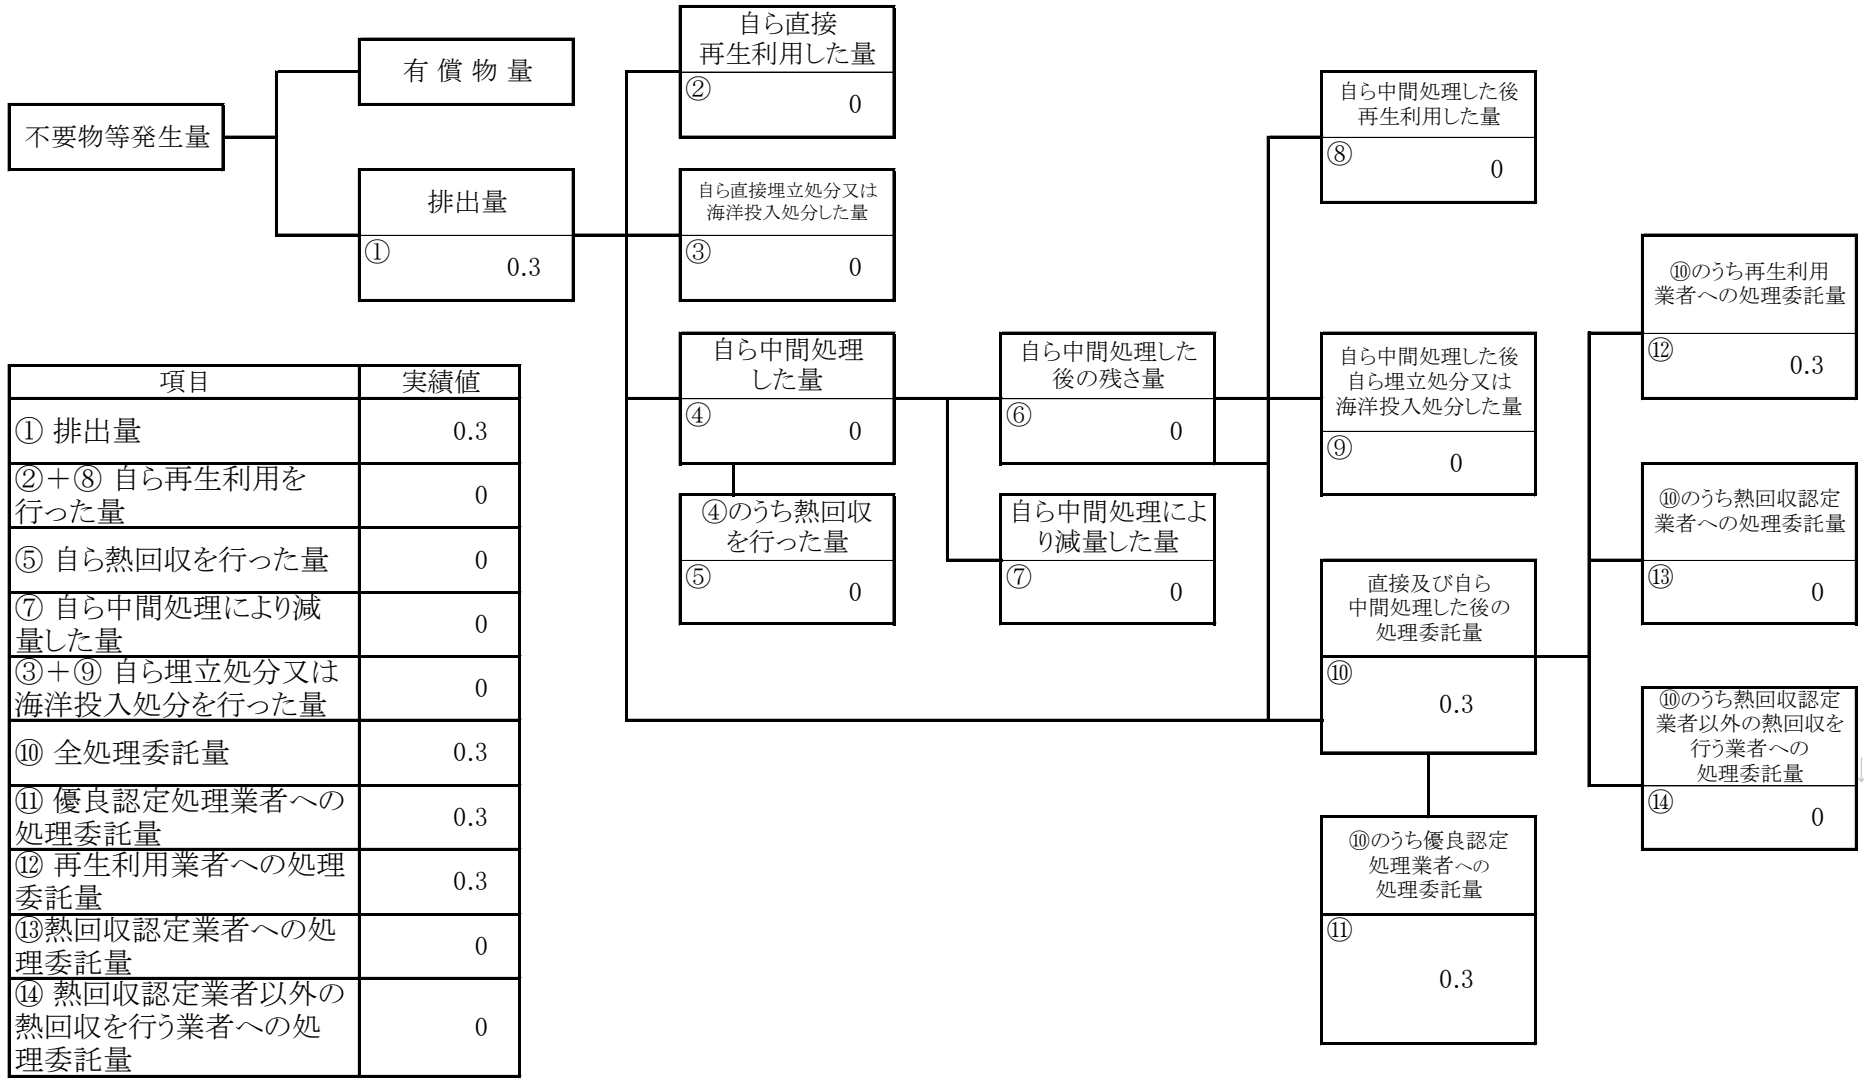 不要物等発生量
有 償 物 量
排出量
①
0.3
自ら直接
再生利用した量
②
0
自ら直接埋立処分又は
海洋投入処分した量
③
0
自ら中間処理
した量
④
0
④のうち熱回収
を行った量
⑤
0
自ら中間処理した
後の残さ量
⑥
0
自ら中間処理によ
り減量した量
⑦
0
自ら中間処理した後
再生利用した量
⑧
0
自ら中間処理した後
自ら埋立処分又は
海洋投入処分した量
⑨
0
直接及び自ら
中間処理した後の
処理委託量
⑩
0.3
⑩のうち優良認定
処理業者への
処理委託量
⑪
0.3
⑩のうち再生利用
業者への処理委託量
⑫
0.3
⑩のうち熱回収認定
業者への処理委託量
⑬
0
⑩のうち熱回収認定
業者以外の熱回収を
行う業者への
処理委託量
⑭
0
↓
項目 実績値
① 排出量 0.3
②＋⑧ 自ら再生利用を
行った量 0
⑤ 自ら熱回収を行った量 0
⑦ 自ら中間処理により減
量した量 0
③＋⑨ 自ら埋立処分又は
海洋投入処分を行った量 0
⑩ 全処理委託量 0.3
⑪ 優良認定処理業者への
処理委託量 0.3
⑫ 再生利用業者への処理
委託量 0.3
⑬熱回収認定業者への処
理委託量 0
⑭ 熱回収認定業者以外の
熱回収を行う業者への処
理委託量 0